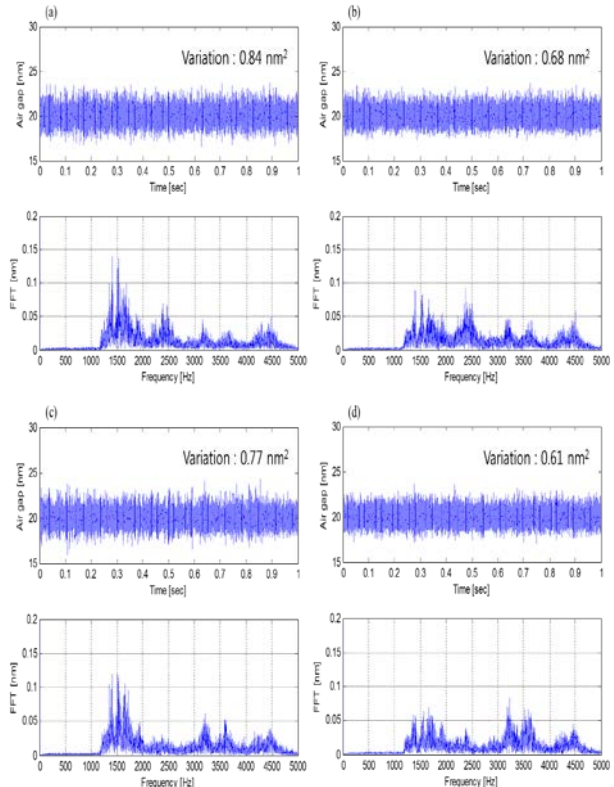 (a)
Variation : 0.84 nm²
Air gap [nm]
30
25
20
15
0 0.1 0.2 0.3 0.4 0.5 0.6 0.7 0.8 0.9 1
Time [sec]
FFT [nm]
0.2
0.15
0.1
0.05
0
0 500 1000 1500 2000 2500 3000 3500 4000 4500 5000
Frequency [Hz]
(b)
Variation : 0.68 nm²
Air gap [nm]
30
25
20
15
0 0.1 0.2 0.3 0.4 0.5 0.6 0.7 0.8 0.9 1
Time [sec]
FFT [nm]
0.2
0.15
0.1
0.05
0
0 500 1000 1500 2000 2500 3000 3500 4000 4500 5000
Frequency [Hz]
(c)
Variation : 0.77 nm²
Air gap [nm]
30
25
20
15
0 0.1 0.2 0.3 0.4 0.5 0.6 0.7 0.8 0.9 1
Time [sec]
FFT [nm]
0.2
0.15
0.1
0.05
0
0 500 1000 1500 2000 2500 3000 3500 4000 4500 5000
Frequency [Hz]
(d)
Variation : 0.61 nm²
Air gap [nm]
30
25
20
15
0 0.1 0.2 0.3 0.4 0.5 0.6 0.7 0.8 0.9 1
Time [sec]
FFT [nm]
0.2
0.15
0.1
0.05
0
0 500 1000 1500 2000 2500 3000 3500 4000 4500 5000
Frequency [Hz]